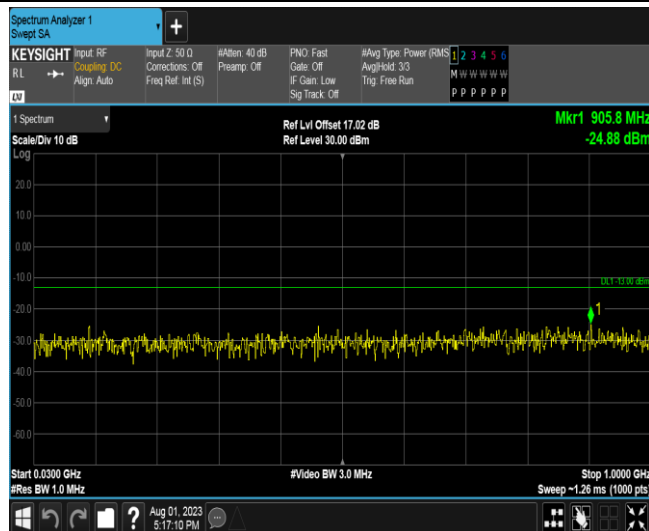 Spectrum Analyzer 1
Swept SA
+
KEYSIGHT
RL
LXI
Input: RF
Coupling: DC
Align: Auto
Input Z: 50 Ω
Corrections: Off
Freq Ref: Int (S)
#Atten: 40 dB
Preamp: Off
PNO: Fast
Gate: Off
IF Gain: Low
Sig Track: Off
#Avg Type: Power (RMS
Avg|Hold: 3/3
Trig: Free Run
1 2 3 4 5 6
M W W W W W
P P P P P P
1 Spectrum
Scale/Div 10 dB
Log
Ref Lvl Offset 17.02 dB
Ref Level 30.00 dBm
Mkr1 905.8 MHz
-24.88 dBm
20.0
10.0
0.00
-10.0
DL1 -13.00 dBm
-20.0
1
-30.0
-40.0
-50.0
-60.0
Start 0.0300 GHz
#Res BW 1.0 MHz
#Video BW 3.0 MHz
Stop 1.0000 GHz
Sweep ~1.26 ms (1000 pts)
?
Aug 01, 2023
5:17:10 PM